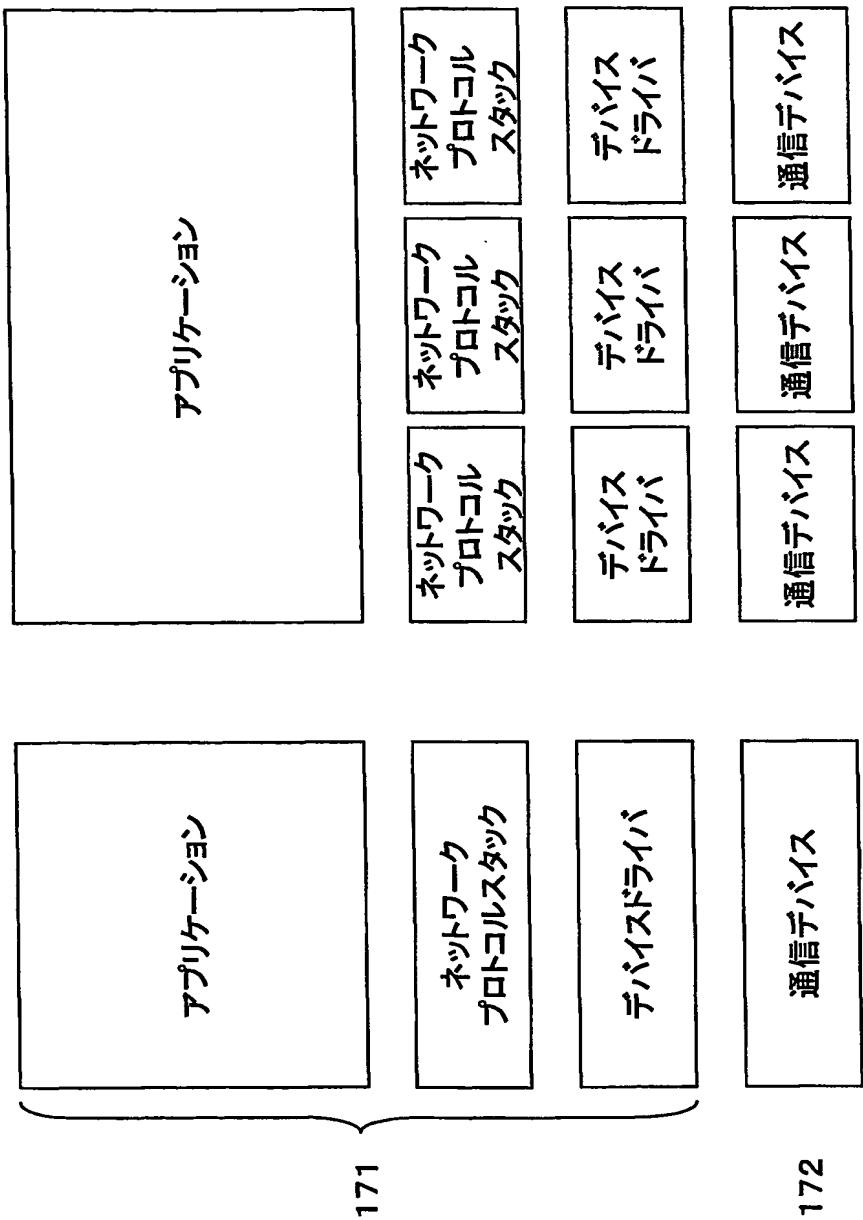 171
アプリケーション
ネットワーク
プロトコルスタック
デバイスドライバ
172
通信デバイス
アプリケーション
ネットワーク
プロトコル
スタック
ネットワーク
プロトコル
スタック
ネットワーク
プロトコル
スタック
デバイス
ドライバ
デバイス
ドライバ
デバイス
ドライバ
通信デバイス
通信デバイス
通信デバイス